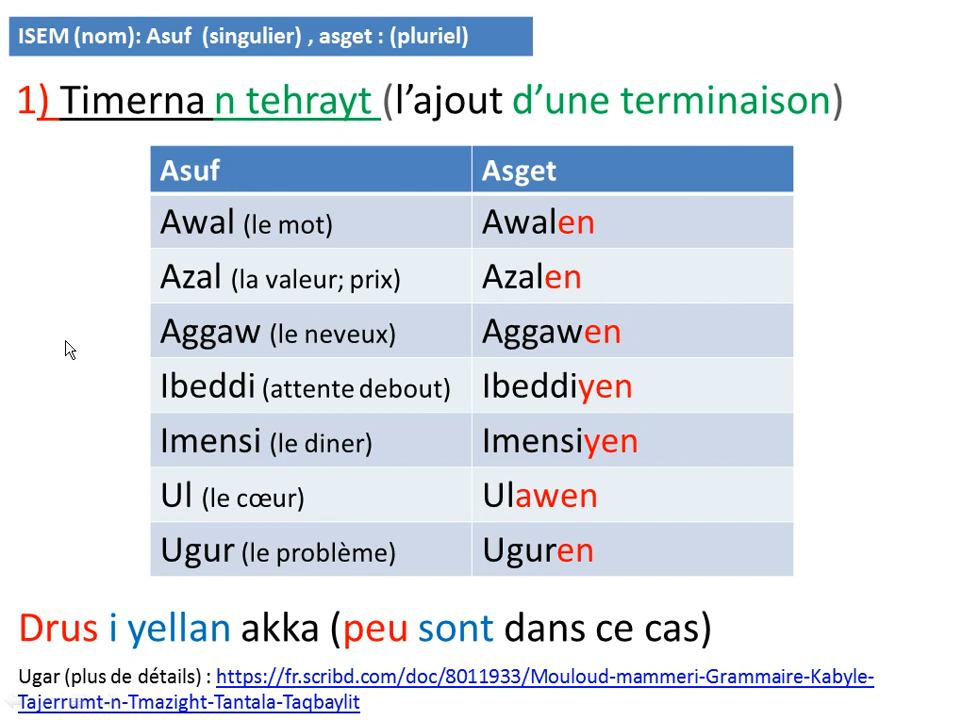 ISEM (nom): Asuf (singulier) , asget : (pluriel)
1) Timerna n tehrayt (l’ajout d’une terminaison)
Asuf Asget
Awal (le mot) Awalen
Azal (la valeur; prix) Azalen
Aggaw (le neveux) Aggawen
Ibeddi (attente debout) Ibeddiyen
Imensi (le diner) Imensiyen
Ul (le cœur) Ulawen
Ugur (le problème) Uguren
Drus i yellan akka (peu sont dans ce cas)
Ugar (plus de détails) : https://fr.scribd.com/doc/8011933/Mouloud-mammeri-Grammaire-Kabyle-
Tajerrumt-n-Tmazight-Tantala-Taqbaylit